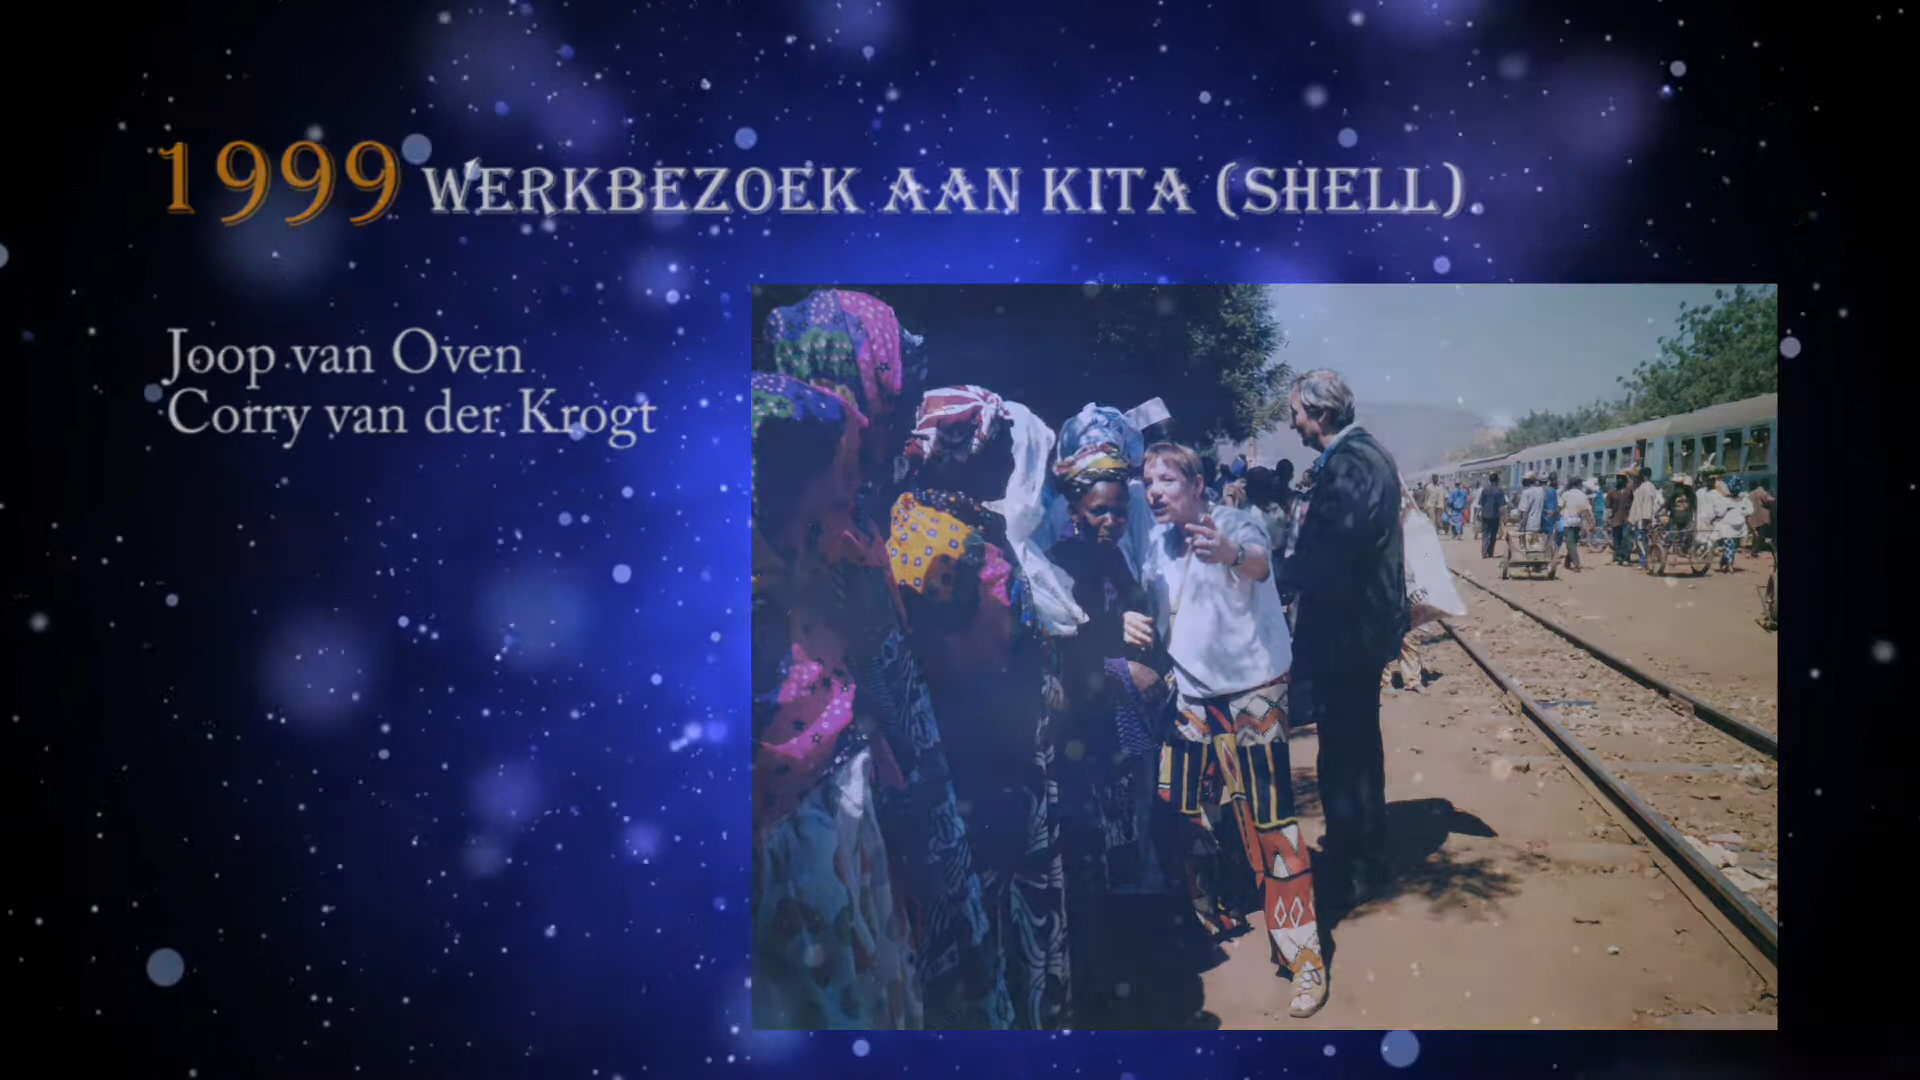 1999 WERKBEZOEK AAN KITA (SHELL)
Joop van Oven
Corry van der Krogt